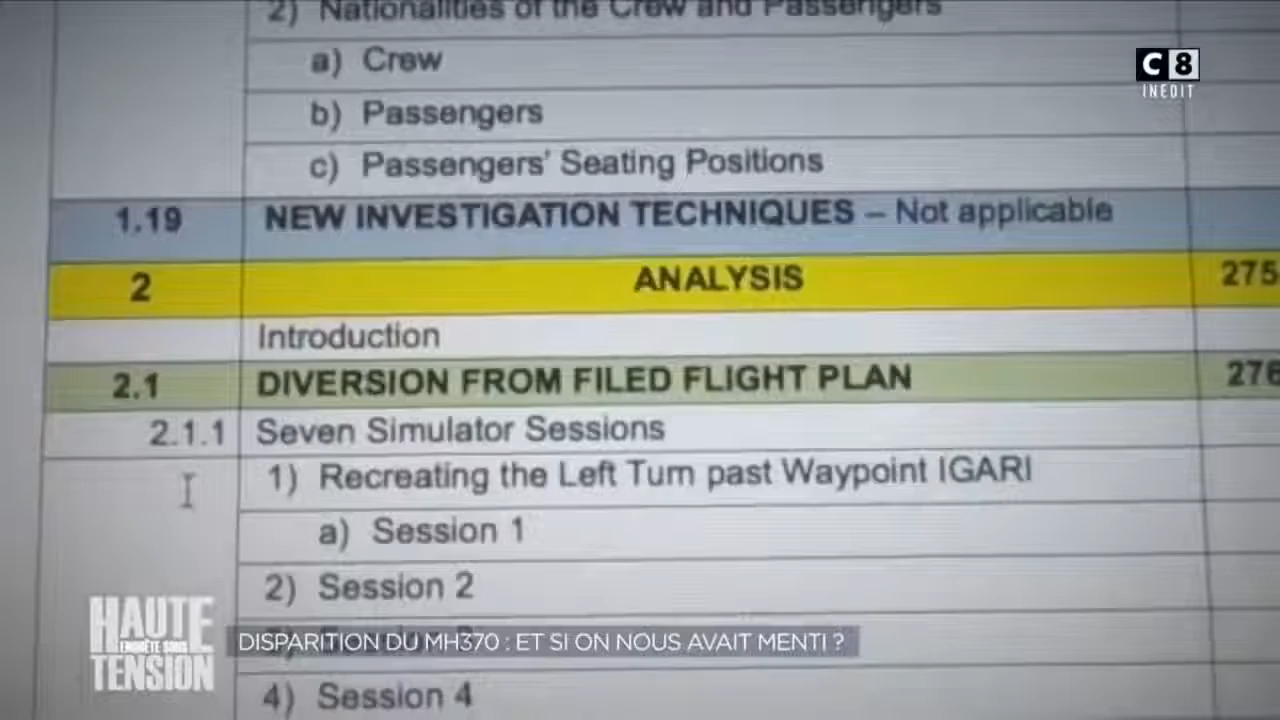 2) Nationalities of the Crew and Passengers
a) Crew
C8
INEDIT
b) Passengers
c) Passengers' Seating Positions
1.19 NEW INVESTIGATION TECHNIQUES – Not applicable
2 ANALYSIS 275
Introduction
2.1 DIVERSION FROM FILED FLIGHT PLAN 276
2.1.1 Seven Simulator Sessions
1) Recreating the Left Turn past Waypoint IGARI
a) Session 1
2) Session 2
HAUTE
ENQUÊTE SOUS
TENSION
DISPARITION DU MH370 : ET SI ON NOUS AVAIT MENTI ?
4) Session 4